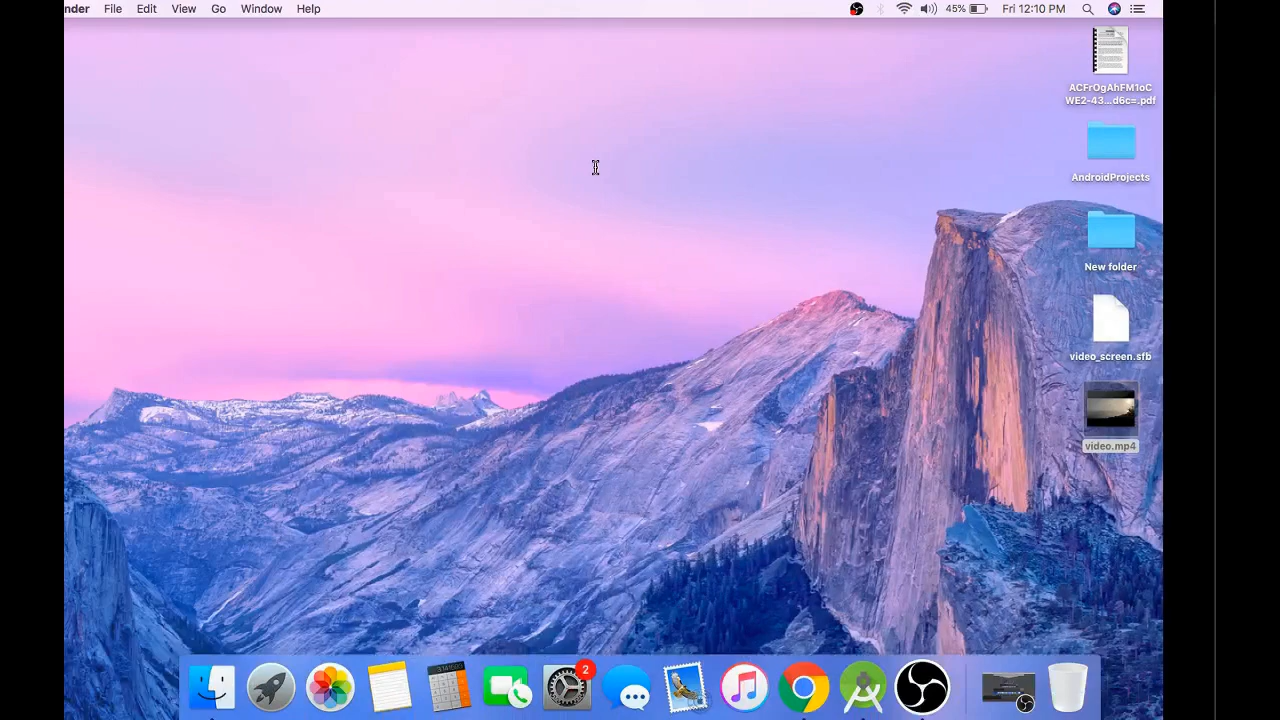 nder File Edit View Go Window Help 45% Fri 12:10 PM
ACFrOgAhFM1oC
WE2-43...d6c=.pdf
AndroidProjects
New folder
video_screen.sfb
video.mp4
2